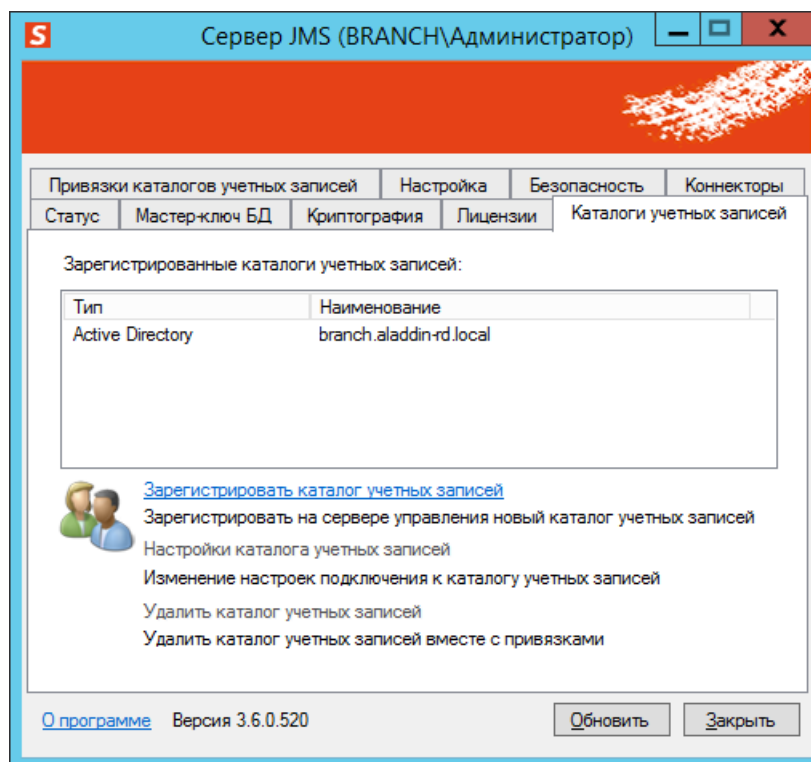 S
Сервер JMS (BRANCH\Администратор)
Привязки каталогов учетных записей
Настройка
Безопасность
Коннекторы
Статус
Мастер-ключ БД
Криптография
Лицензии
Каталоги учетных записей
Зарегистрированные каталоги учетных записей:
Тип Наименование
Active Directory branch.aladdin-rd.local
Зарегистрировать каталог учетных записей
Зарегистрировать на сервере управления новый каталог учетных записей
Настройки каталога учетных записей
Изменение настроек подключения к каталогу учетных записей
Удалить каталог учетных записей
Удалить каталог учетных записей вместе с привязками
О программе Версия 3.6.0.520
Обновить
Закрыть